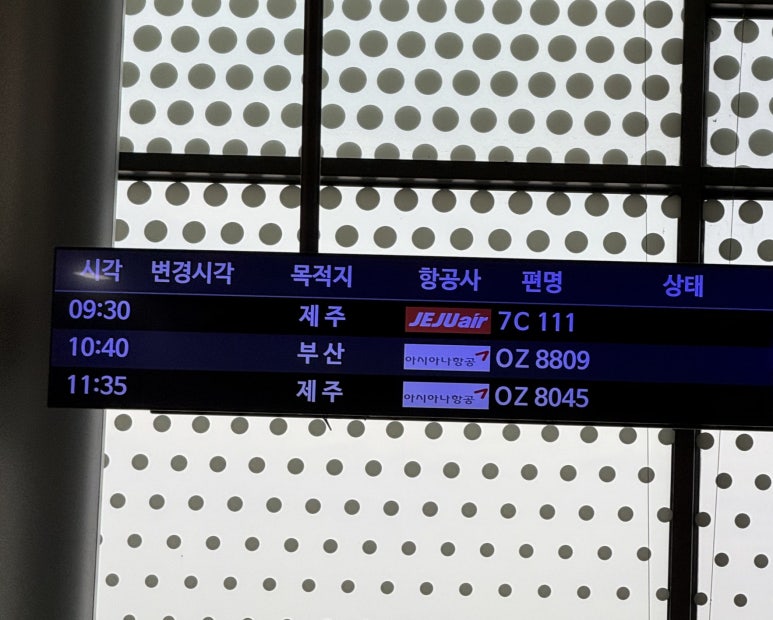 시각 변경시각 목적지 항공사 편명 상태
09:30 제주 JEJUair 7C 111
10:40 부산 아시아나항공 OZ 8809
11:35 제주 아시아나항공 OZ 8045